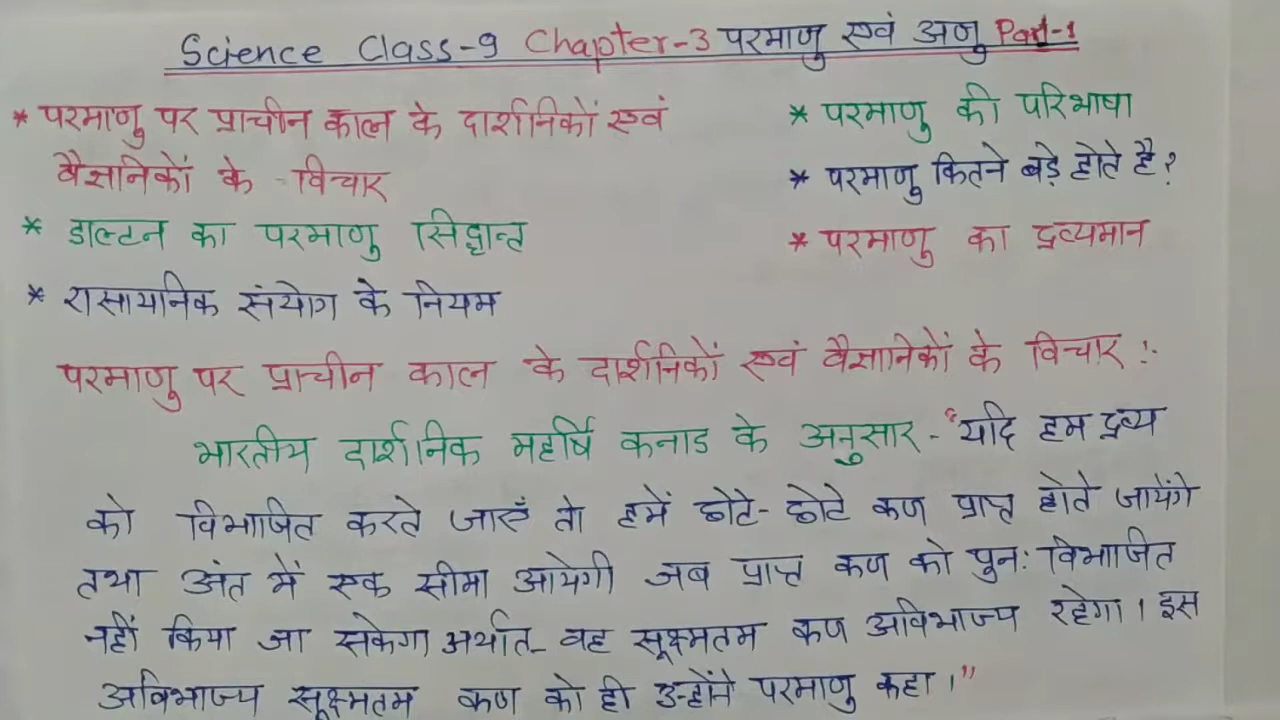 Science Class-9 Chapter-3 परमाणु एवं अणु Part-1
* परमाणु पर प्राचीन काल के दार्शनिकों एवं
वैज्ञानिकों के - विचार
* डाल्टन का परमाणु सिद्धान्त
* रासायनिक संयोग के नियम
* परमाणु की परिभाषा
* परमाणु कितने बड़े होते है?
* परमाणु का द्रव्यमान
परमाणु पर प्राचीन काल के दार्शनिकों एवं वैज्ञानिकों के विचार :-
भारतीय दार्शनिक महर्षि कनाड के अनुसार - "यदि हम द्रव्य
को विभाजित करते जाएँ तो हमें छोटे-छोटे कण प्राप्त होते जायेंगे
तथा अंत में एक सीमा आयेगी जब प्राप्त कण को पुन: विभाजित
नहीं किया जा सकेगा अर्थात- वह सूक्ष्मतम कण अविभाज्य रहेगा। इस
अविभाज्य सूक्ष्मतम कण को ही उन्होंने परमाणु कहा।"